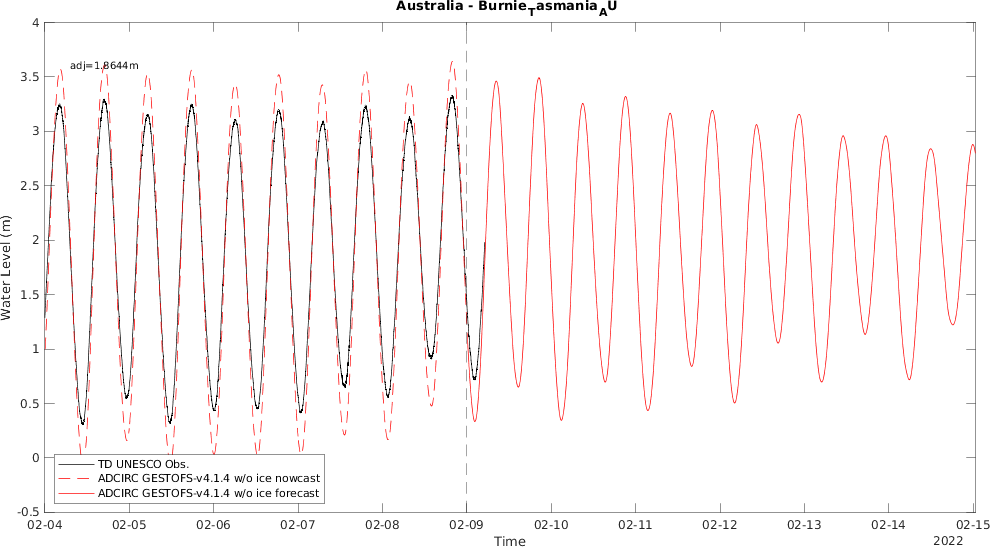 Australia - Burnie_Tasmania_AU
adj=1.8644m
4
3.5
3
2.5
2
1.5
1
0.5
0
-0.5
Water Level (m)
TD UNESCO Obs.
ADCIRC GESTOFS-v4.1.4 w/o ice nowcast
ADCIRC GESTOFS-v4.1.4 w/o ice forecast
02-04 02-05 02-06 02-07 02-08 02-09 02-10 02-11 02-12 02-13 02-14 02-15
Time
2022